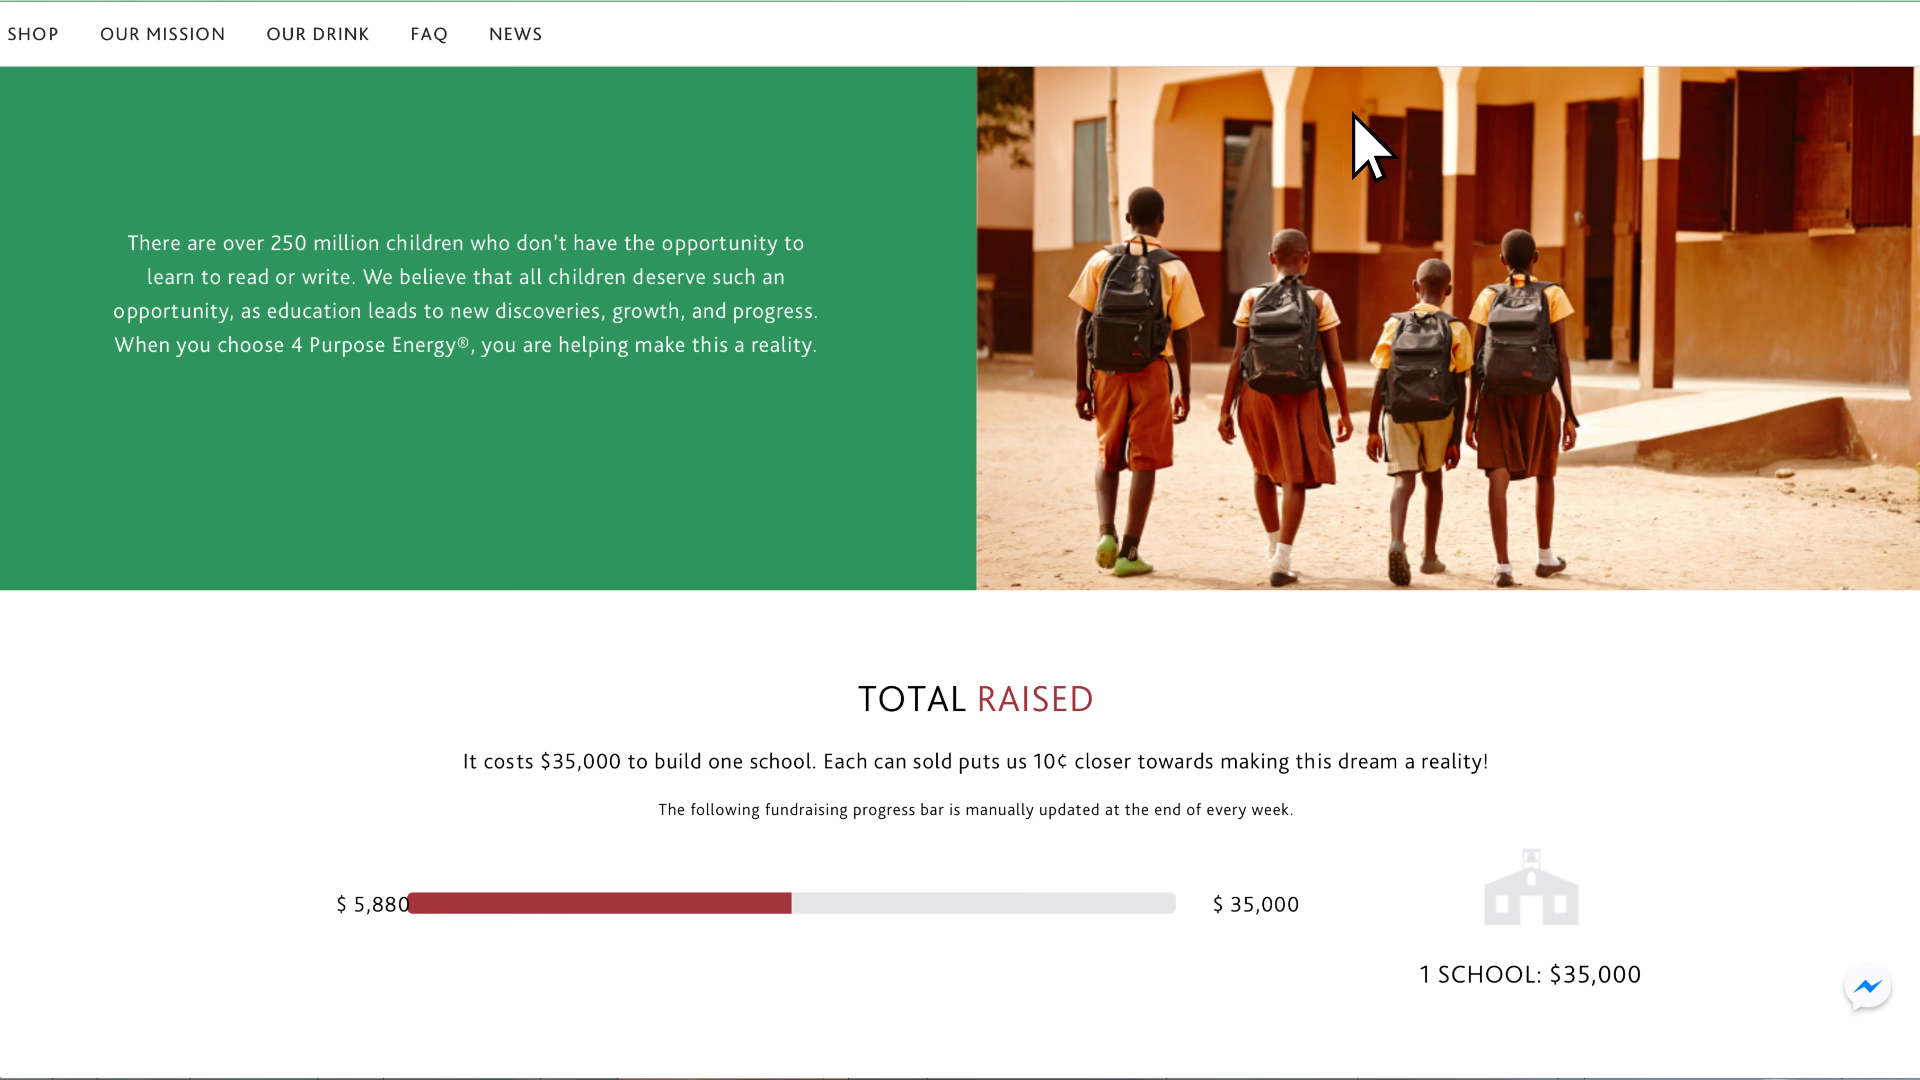 SHOP
OUR MISSION
OUR DRINK
FAQ
NEWS
There are over 250 million children who don't have the opportunity to
learn to read or write. We believe that all children deserve such an
opportunity, as education leads to new discoveries, growth, and progress.
When you choose 4 Purpose Energy®, you are helping make this a reality.
TOTAL RAISED
It costs $35,000 to build one school. Each can sold puts us 10¢ closer towards making this dream a reality!
The following fundraising progress bar is manually updated at the end of every week.
$ 5,880
$ 35,000
1 SCHOOL: $35,000